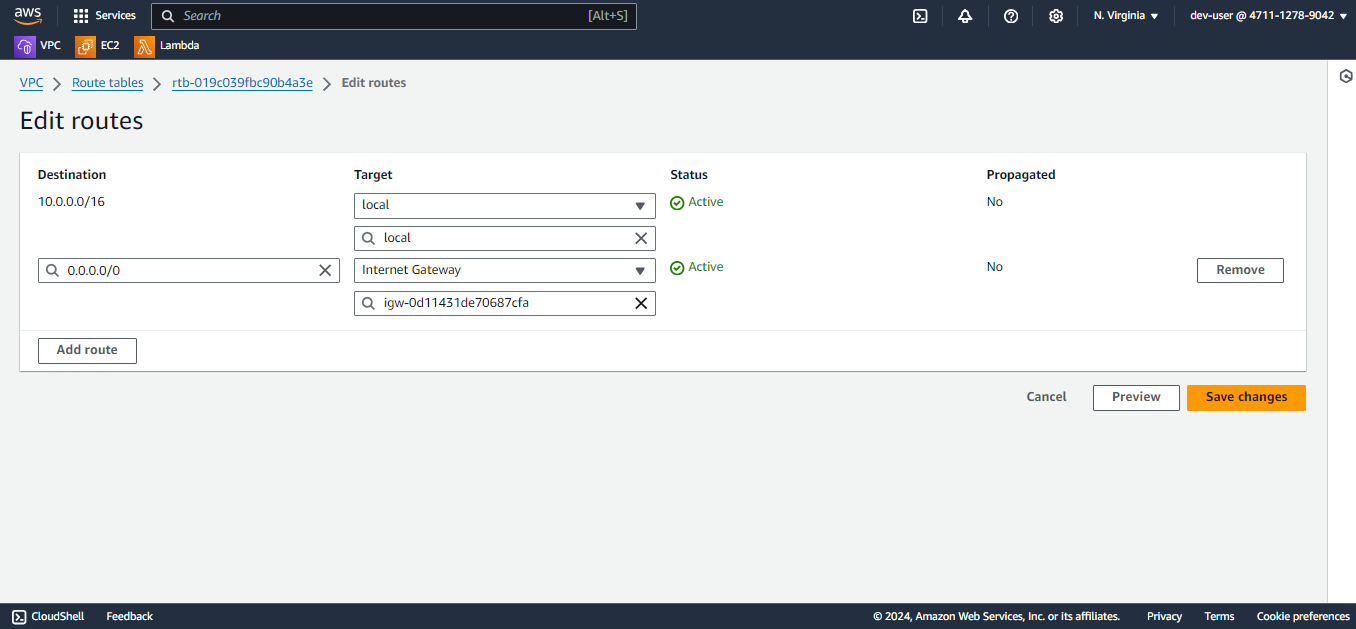 aws Services Search [Alt+S] N. Virginia dev-user @ 4711-1278-9042
VPC EC2 Lambda
VPC Route tables rtb-019c039fbc90b4a3e Edit routes
Edit routes
Destination Target Status Propagated
10.0.0.0/16 local Active No
local
0.0.0.0/0 Internet Gateway Active No Remove
igw-0d11431de70687cfa
Add route
Cancel Preview Save changes
CloudShell Feedback © 2024, Amazon Web Services, Inc. or its affiliates. Privacy Terms Cookie preferences